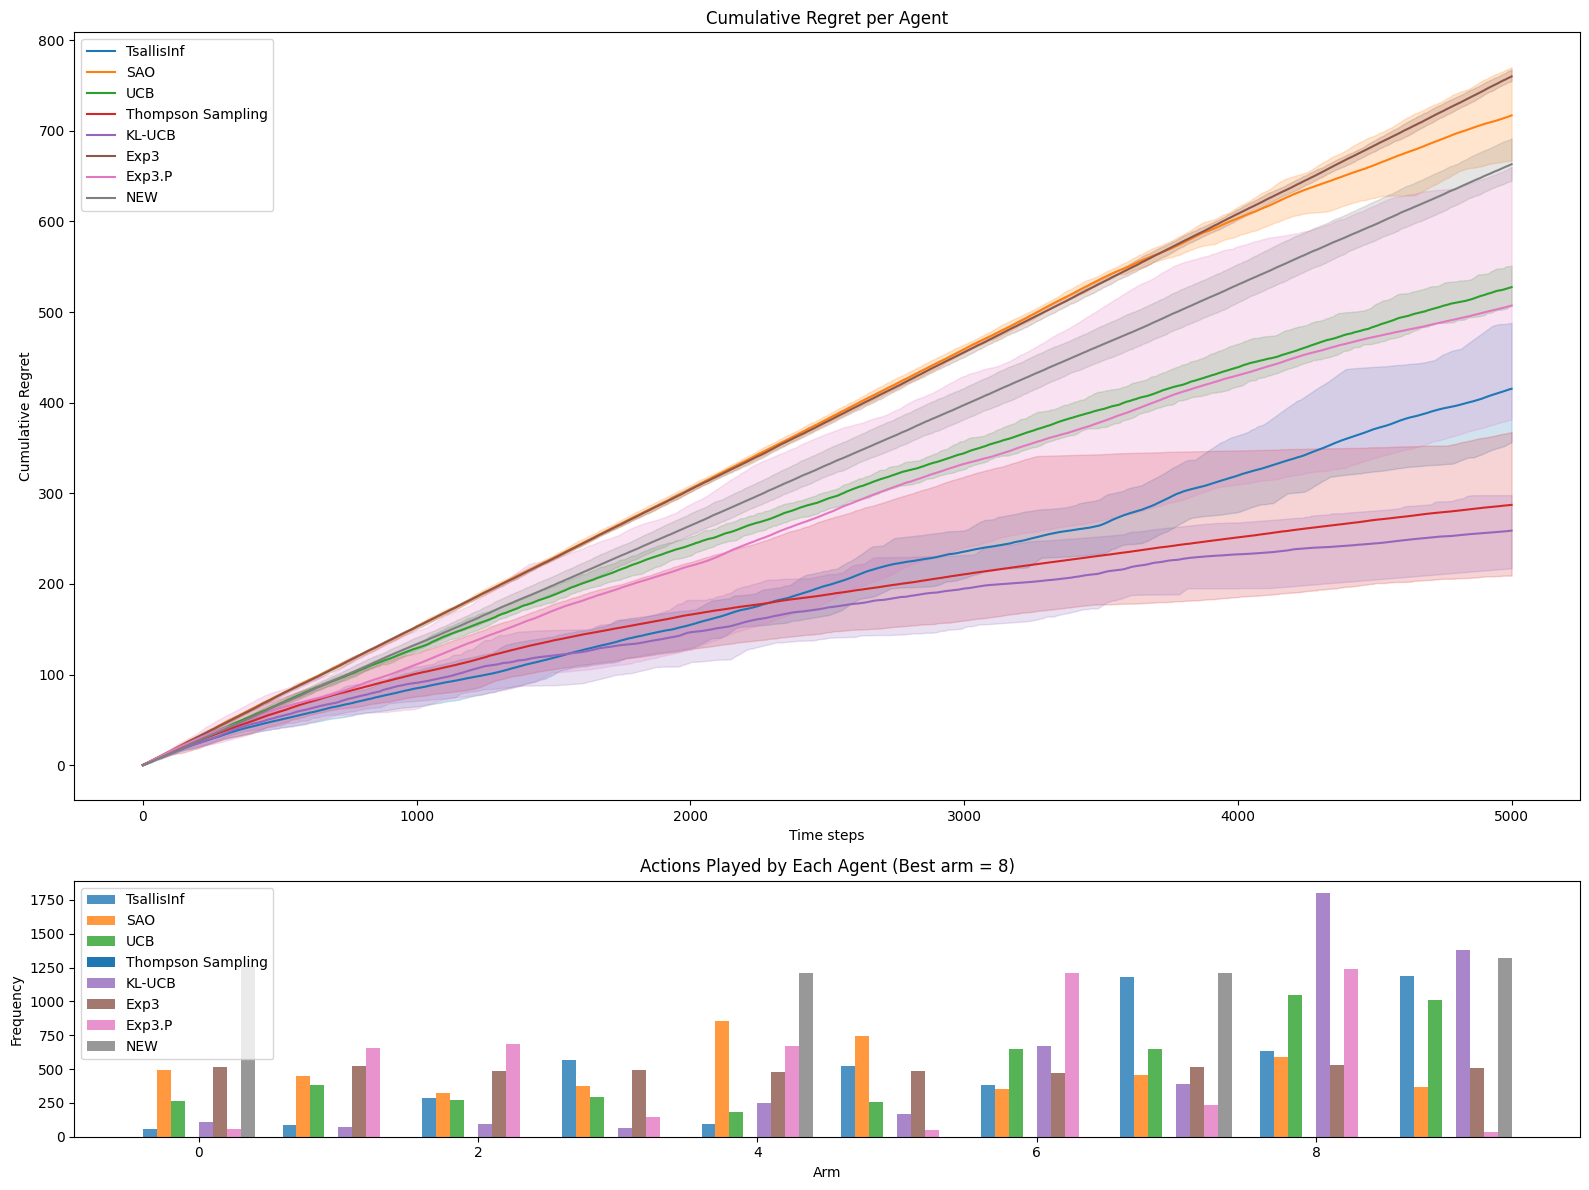 Cumulative Regret per Agent
800
700
600
500
400
300
200
100
0
Cumulative Regret
TsallisInf
SAO
UCB
Thompson Sampling
KL-UCB
Exp3
Exp3.P
NEW
0 1000 2000 3000 4000 5000
Time steps
Actions Played by Each Agent (Best arm = 8)
1750
1500
1250
1000
750
500
250
0
Frequency
TsallisInf
SAO
UCB
Thompson Sampling
KL-UCB
Exp3
Exp3.P
NEW
0 2 4 6 8
Arm